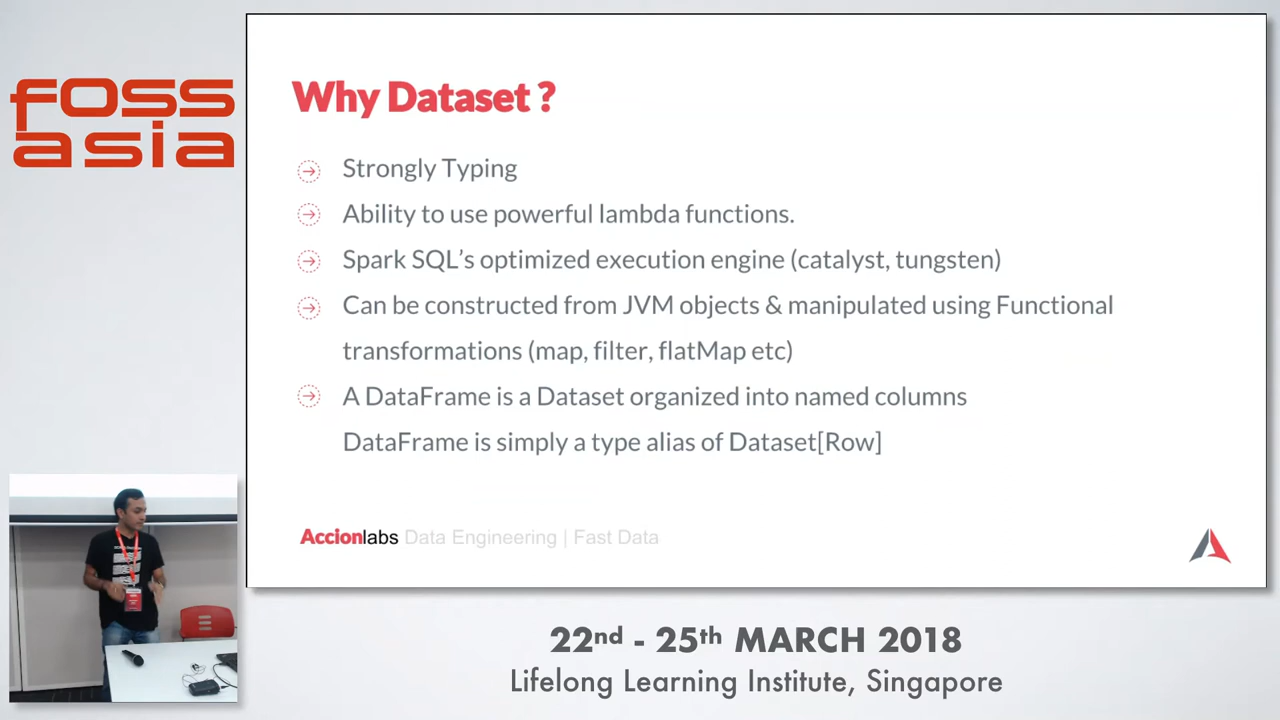 foss
asia
Why Dataset ?
Strongly Typing
Ability to use powerful lambda functions.
Spark SQL’s optimized execution engine (catalyst, tungsten)
Can be constructed from JVM objects & manipulated using Functional
transformations (map, filter, flatMap etc)
A DataFrame is a Dataset organized into named columns
DataFrame is simply a type alias of Dataset[Row]
Accionlabs Data Engineering | Fast Data
22nd - 25th MARCH 2018
Lifelong Learning Institute, Singapore